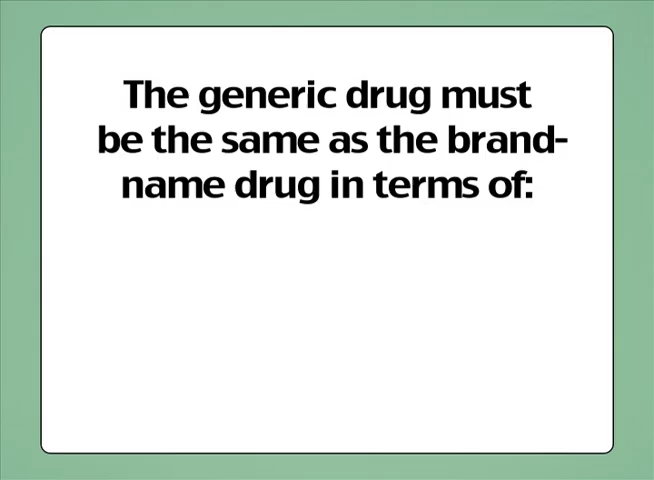 The generic drug must
be the same as the brand-
name drug in terms of: